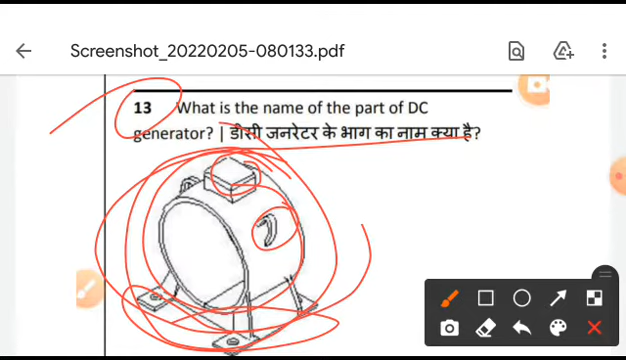 Screenshot_20220205-080133.pdf
13 What is the name of the part of DC
generator? | डीसी जनरेटर के भाग का नाम क्या है?